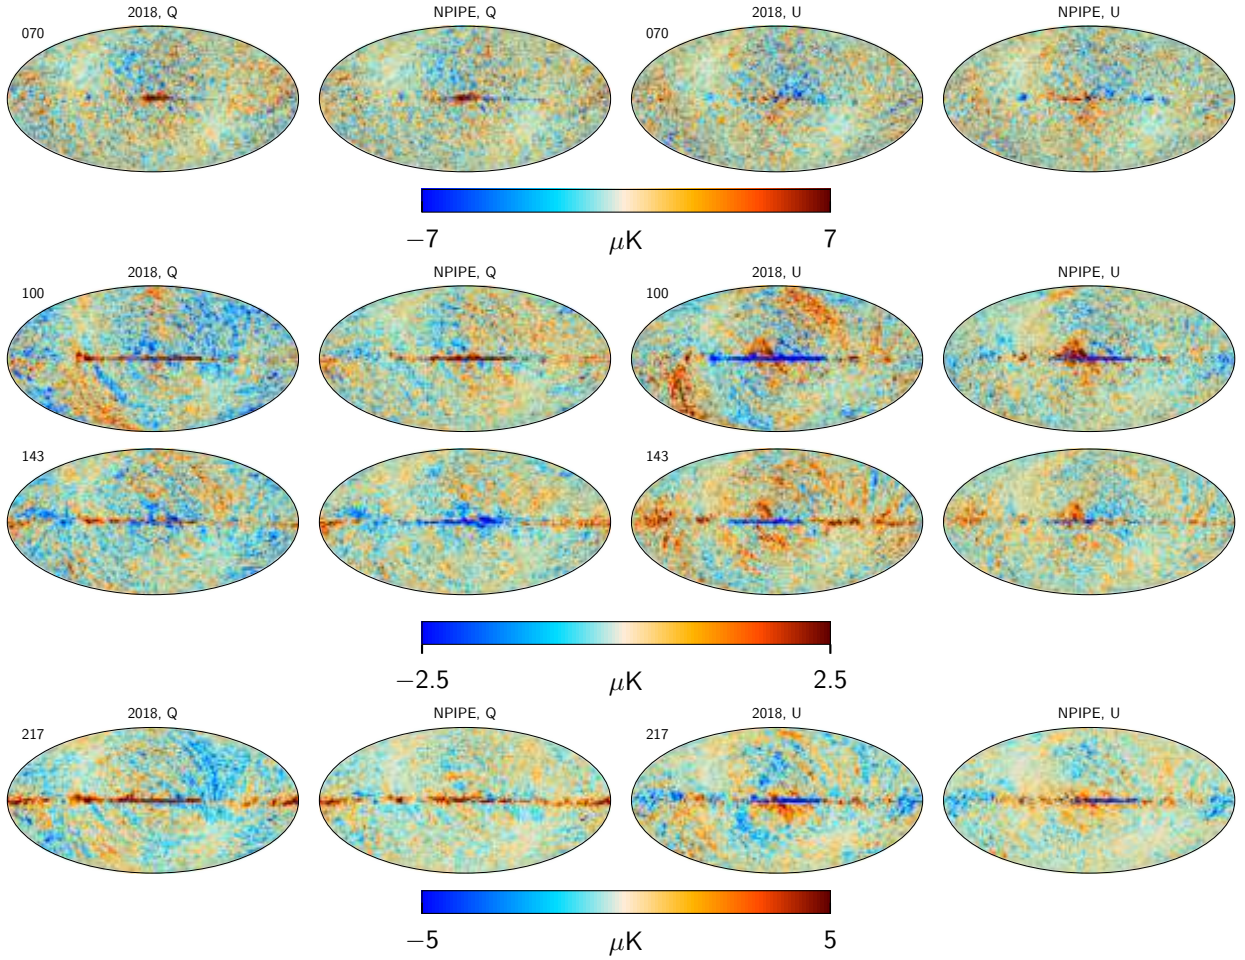 2018, Q NPIPE, Q 2018, U NPIPE, U
070 070
−7 μK 7
2018, Q NPIPE, Q 2018, U NPIPE, U
100 100
143 143
−2.5 μK 2.5
2018, Q NPIPE, Q 2018, U NPIPE, U
217 217
−5 μK 5